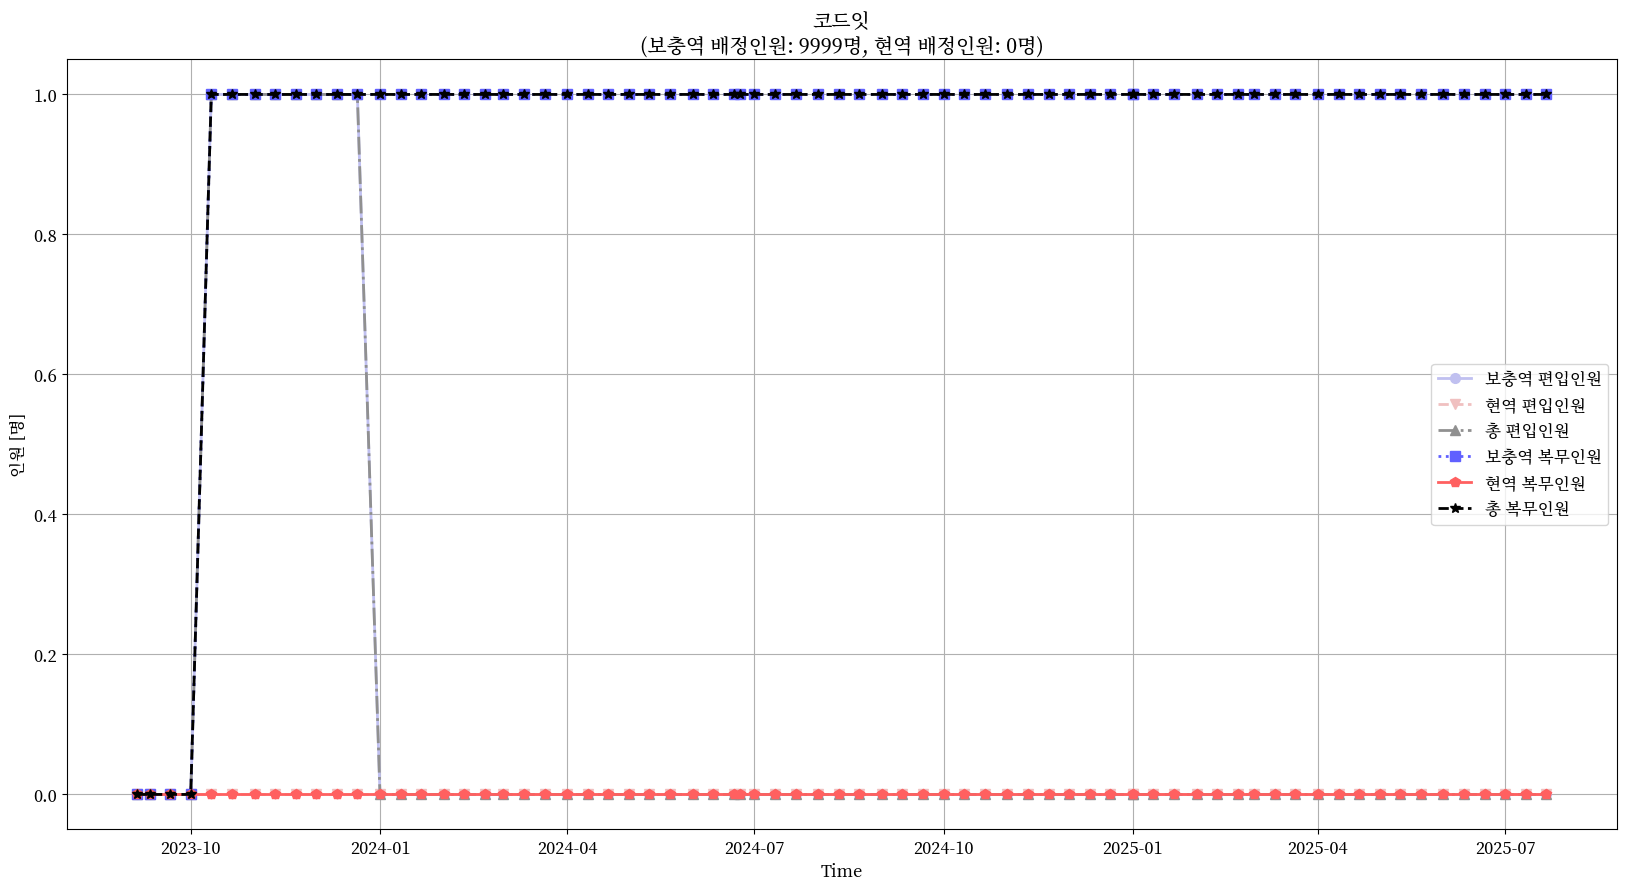 코드잇
(보충역 배정인원: 9999명, 현역 배정인원: 0명)
인원 [명]
1.0
0.8
0.6
0.4
0.2
0.0
보충역 편입인원
현역 편입인원
총 편입인원
보충역 복무인원
현역 복무인원
총 복무인원
2023-10 2024-01 2024-04 2024-07 2024-10 2025-01 2025-04 2025-07
Time